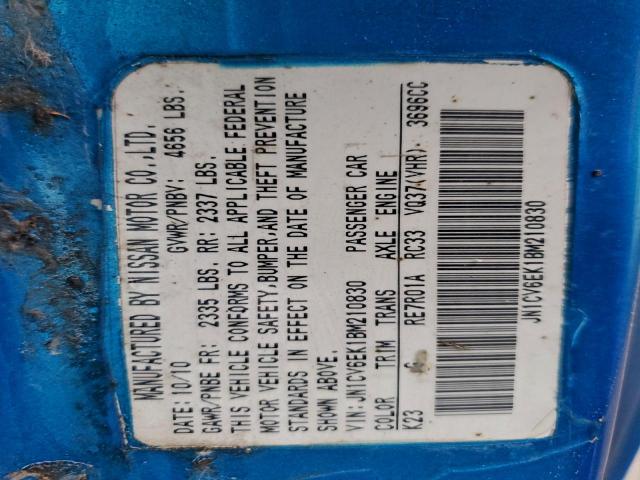 MANUFACTURED BY NISSAN MOTOR CO.,LTD.
DATE: 10/10 GVWR/PNBV: 4656 LBS.
GAWR/PNBE FR: 2335 LBS. RR: 2337 LBS.
THIS VEHICLE CONFORMS TO ALL APPLICABLE FEDERAL
MOTOR VEHICLE SAFETY,BUMPER,AND THEFT PREVENTION
STANDARDS IN EFFECT ON THE DATE OF MANUFACTURE
SHOWN ABOVE.
VIN: JN1CV6EK1BM210830 PASSENGER CAR
COLOR TRIM TRANS AXLE ENGINE
K23 G RE7R01A RC33 VQ37(VHR) 3696CC
JN1CV6EK1BM210830